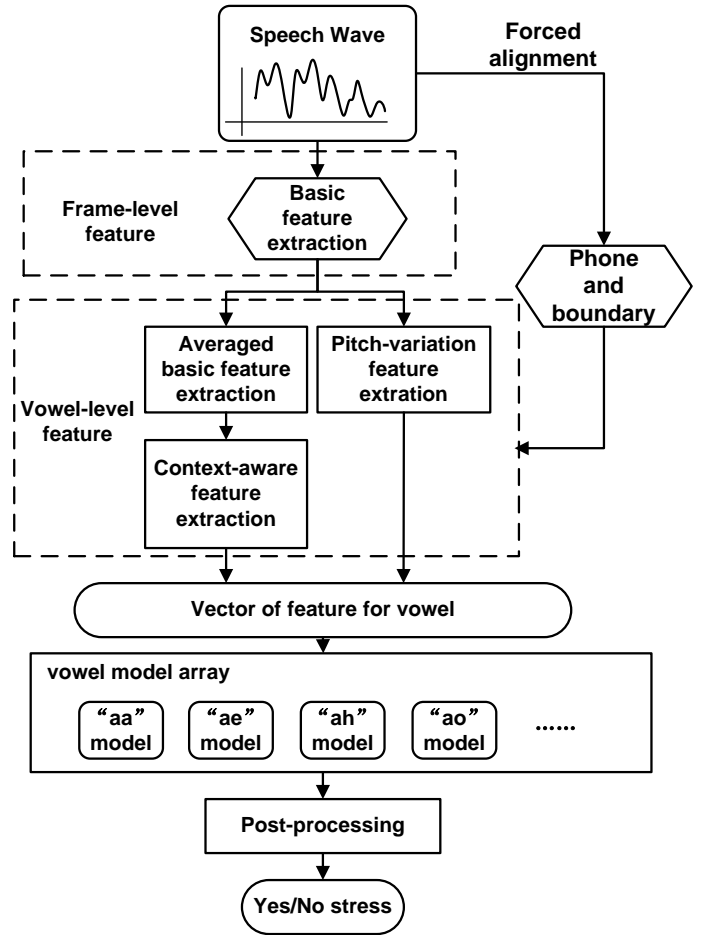 Speech Wave
Forced
alignment
Frame-level
feature
Basic
feature
extraction
Phone
and
boundary
Vowel-level
feature
Averaged
basic feature
extraction
Pitch-variation
feature
extration
Context-aware
feature
extraction
Vector of feature for vowel
vowel model array
“aa”
model
“ae”
model
“ah”
model
“ao”
model
……
Post-processing
Yes/No stress